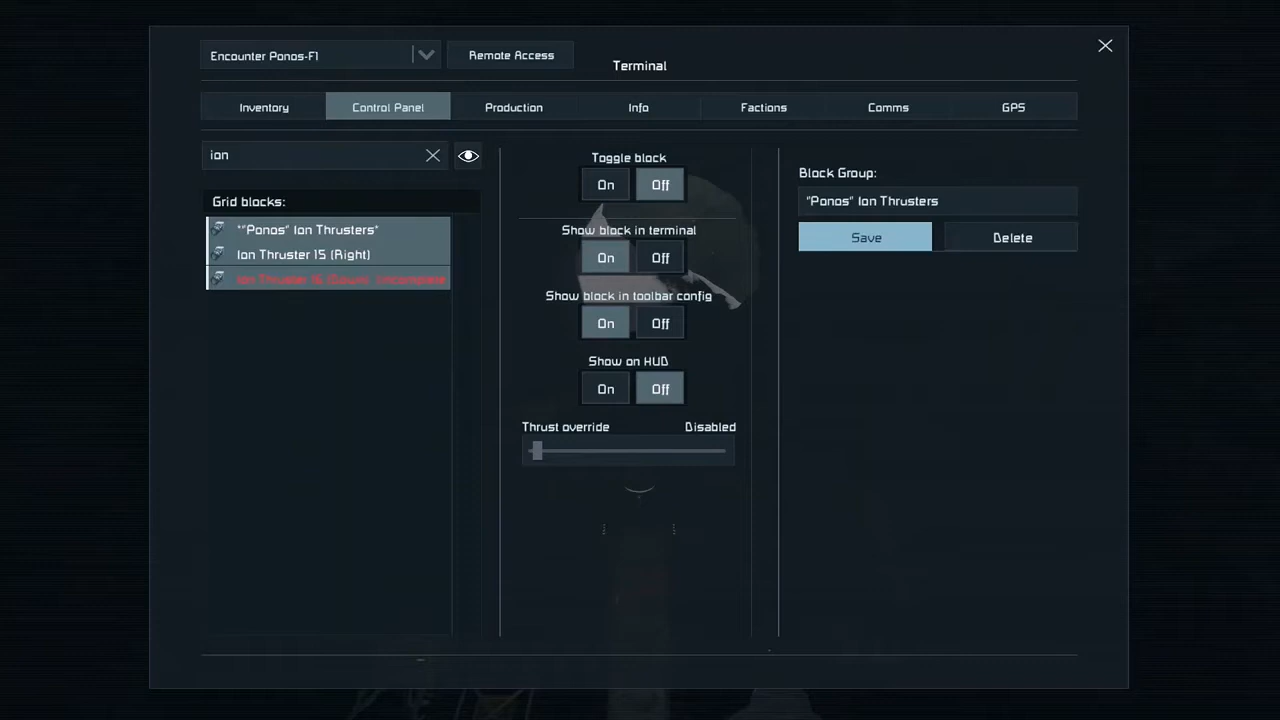 Encounter Ponos-F1
Remote Access
Terminal
Inventory
Control Panel
Production
Info
Factions
Comms
GPS
ion
Grid blocks:
*"Ponos" Ion Thrusters*
Ion Thruster 15 (Right)
Ion Thruster
Toggle block
On Off
Show block in terminal
On Off
Show block in toolbar config
On Off
Show on HUD
On Off
Thrust override Disabled
Block Group:
"Ponos" Ion Thrusters
Save Delete